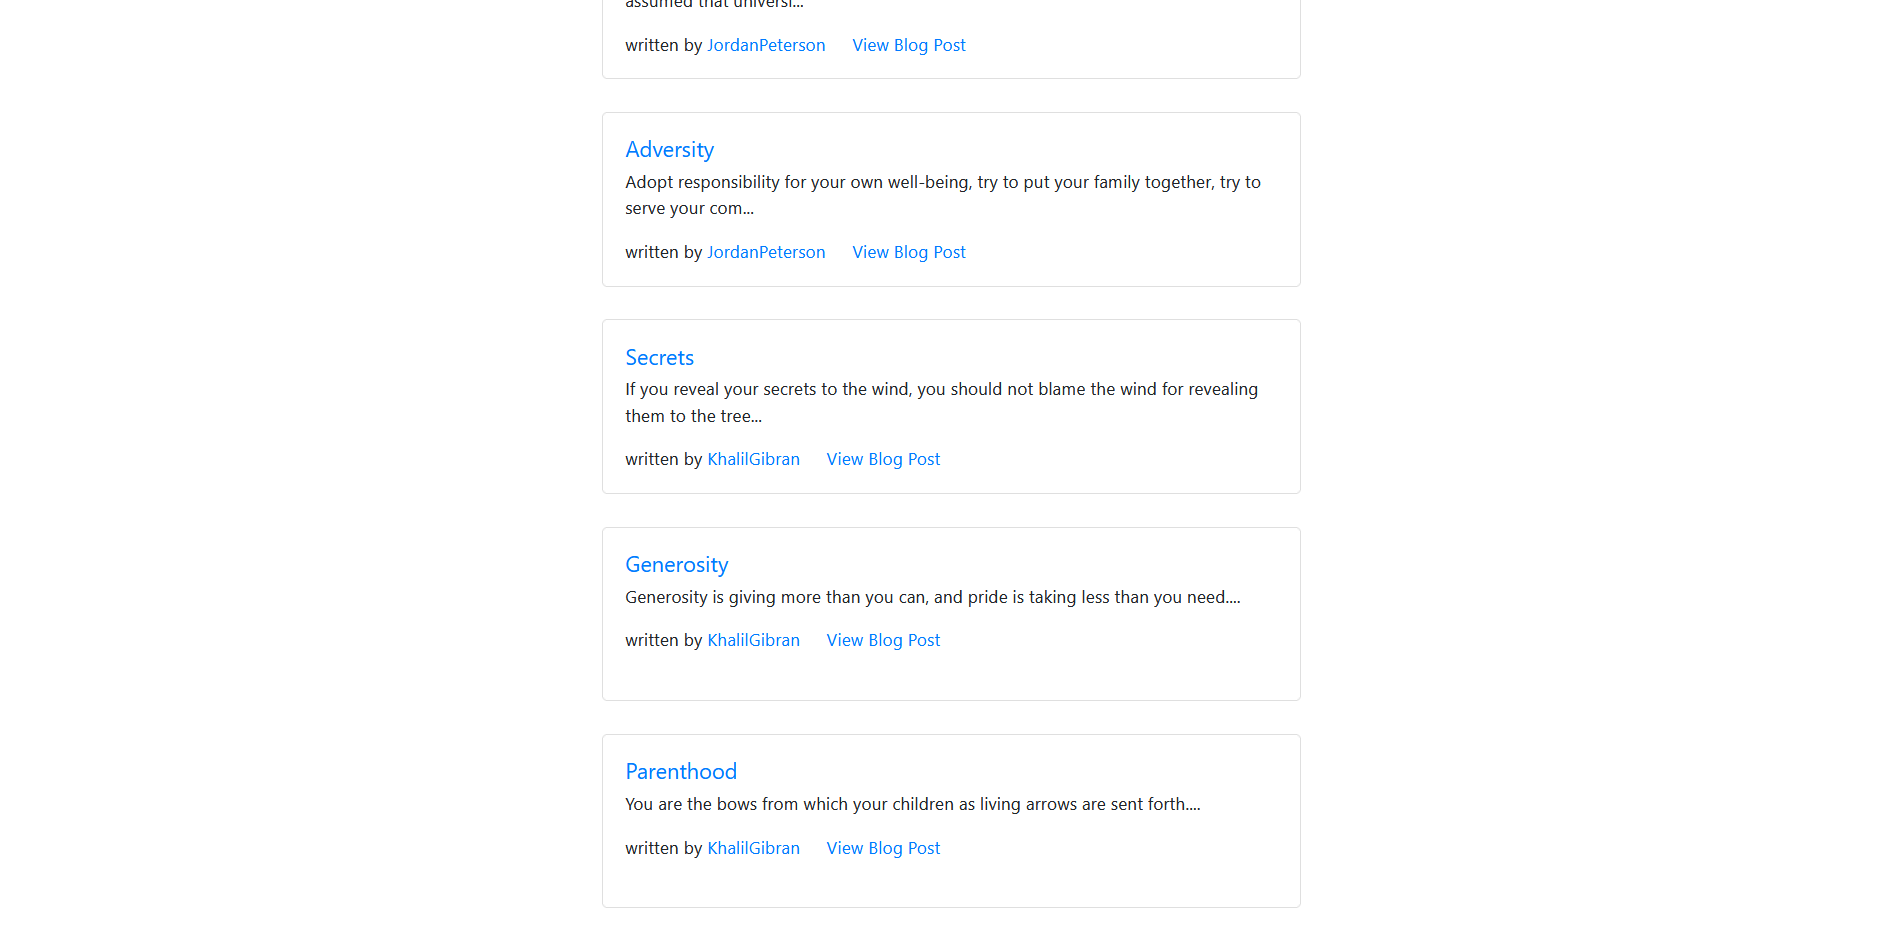 assumed that universi...
written by JordanPeterson View Blog Post
Adversity
Adopt responsibility for your own well-being, try to put your family together, try to
serve your com...
written by JordanPeterson View Blog Post
Secrets
If you reveal your secrets to the wind, you should not blame the wind for revealing
them to the tree...
written by KhalilGibran View Blog Post
Generosity
Generosity is giving more than you can, and pride is taking less than you need....
written by KhalilGibran View Blog Post
Parenthood
You are the bows from which your children as living arrows are sent forth....
written by KhalilGibran View Blog Post